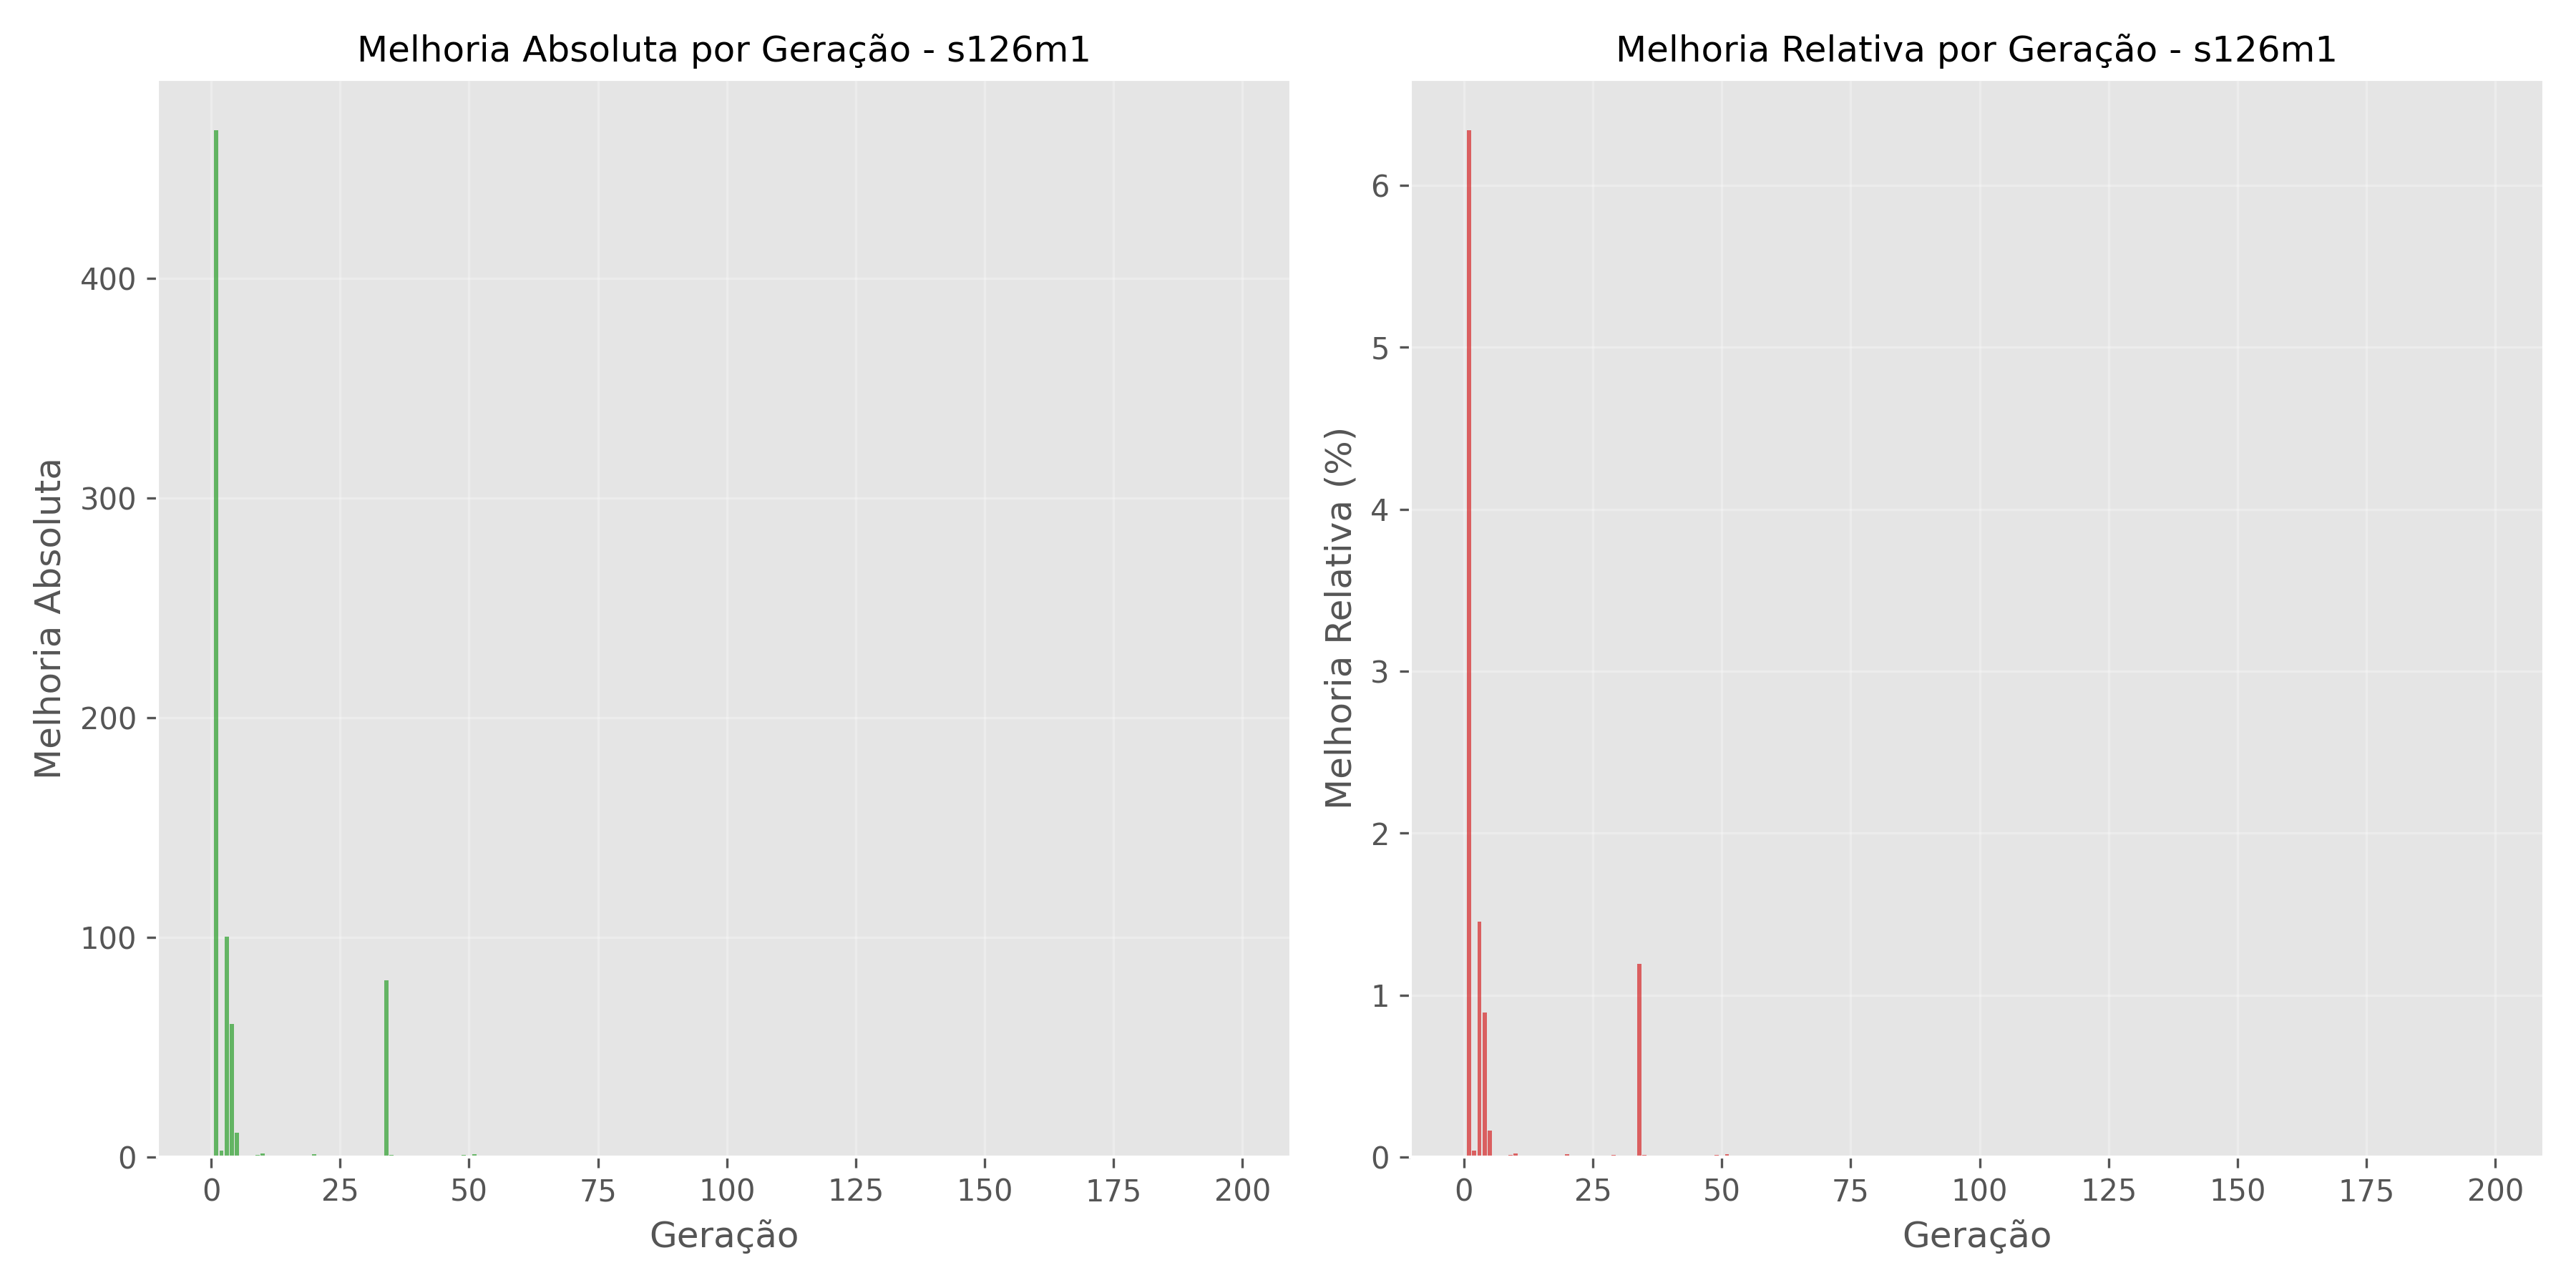 Melhoria Absoluta por Geração - s126m1
Melhoria Absoluta
400
300
200
100
0
0 25 50 75 100 125 150 175 200
Geração
Melhoria Relativa por Geração - s126m1
Melhoria Relativa (%)
6
5
4
3
2
1
0
0 25 50 75 100 125 150 175 200
Geração